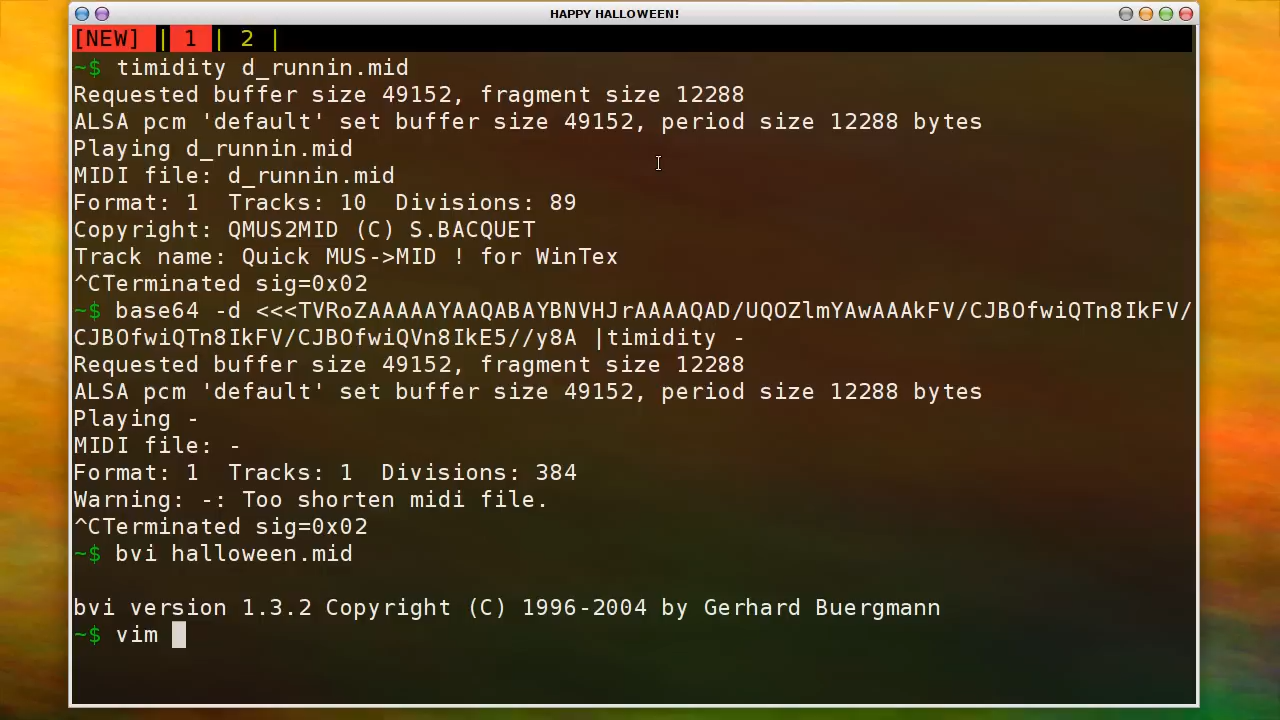 HAPPY HALLOWEEN!
[NEW] | 1 | 2 |
~$ timidity d_runnin.mid
Requested buffer size 49152, fragment size 12288
ALSA pcm 'default' set buffer size 49152, period size 12288 bytes
Playing d_runnin.mid
MIDI file: d_runnin.mid
Format: 1  Tracks: 10  Divisions: 89
Copyright: QMUS2MID (C) S.BACQUET
Track name: Quick MUS->MID ! for WinTex
^CTerminated sig=0x02
~$ base64 -d <<<TVRoZAAAAAYAAQABAYBNVHJrAAAAQAD/UQOZlmYAwAAAkFV/CJBOfwiQTn8IkFV/
CJBOfwiQTn8IkFV/CJBOfwiQVn8IkE5//y8A |timidity -
Requested buffer size 49152, fragment size 12288
ALSA pcm 'default' set buffer size 49152, period size 12288 bytes
Playing -
MIDI file: -
Format: 1  Tracks: 1  Divisions: 384
Warning: -: Too shorten midi file.
^CTerminated sig=0x02
~$ bvi halloween.mid
bvi version 1.3.2 Copyright (C) 1996-2004 by Gerhard Buergmann
~$ vim